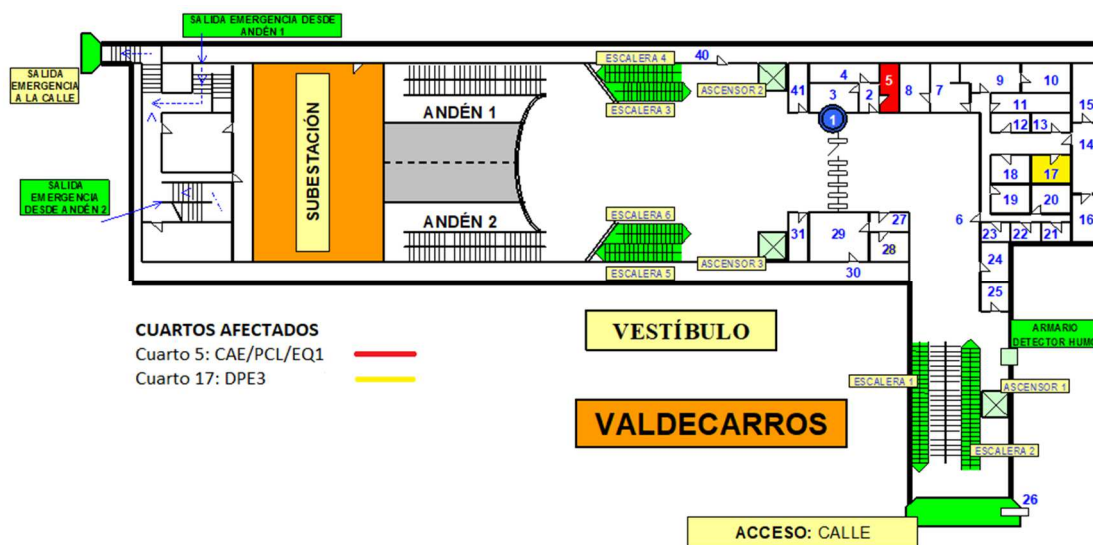 SALIDA EMERGENCIA DESDE
ANDÉN 1
SALIDA
EMERGENCIA
A LA CALLE
SUBESTACIÓN
ANDÉN 1
ANDÉN 2
SALIDA
EMERGENCIA
DESDE ANDÉN 2
ESCALERA 4
ESCALERA 3
ASCENSOR 2
ESCALERA 6
ESCALERA 5
ASCENSOR 3
40
41
4
3
2
5
8
7
9
10
11
12
13
15
14
1
18
17
19
20
6
16
23
22
21
24
25
31
29
27
28
30
CUARTOS AFECTADOS
Cuarto 5: CAE/PCL/EQ1
Cuarto 17: DPE3
VESTÍBULO
VALDECARROS
ARMARIO
DETECTOR HUMO
ESCALERA 1
ASCENSOR 1
ESCALERA 2
26
ACCESO: CALLE